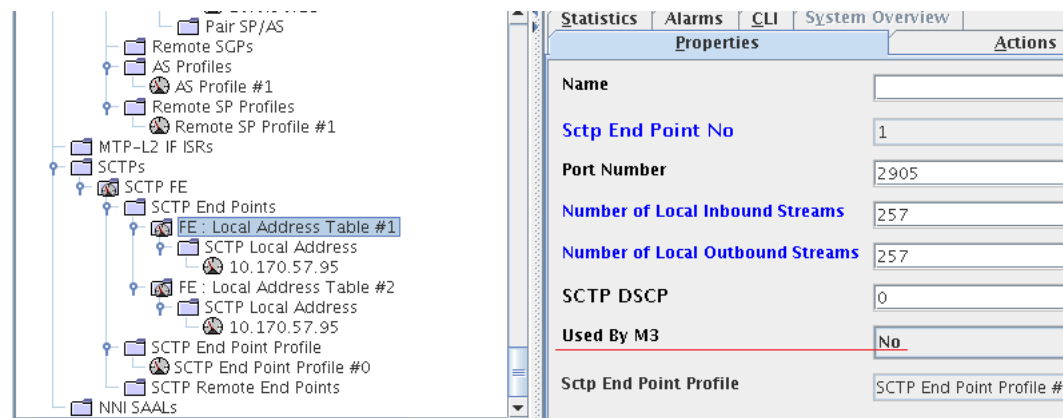 Pair SP/AS
Remote SGPs
AS Profiles
AS Profile #1
Remote SP Profiles
Remote SP Profile #1
MTP-L2 IF ISRs
SCTPs
SCTP FE
SCTP End Points
FE : Local Address Table #1
SCTP Local Address
10.170.57.95
FE : Local Address Table #2
SCTP Local Address
10.170.57.95
SCTP End Point Profile
SCTP End Point Profile #0
SCTP Remote End Points
NNI SAALs
Statistics Alarms CLI System Overview
Properties Actions
Name
Sctp End Point No 1
Port Number 2905
Number of Local Inbound Streams 257
Number of Local Outbound Streams 257
SCTP DSCP 0
Used By M3 No
Sctp End Point Profile SCTP End Point Profile #